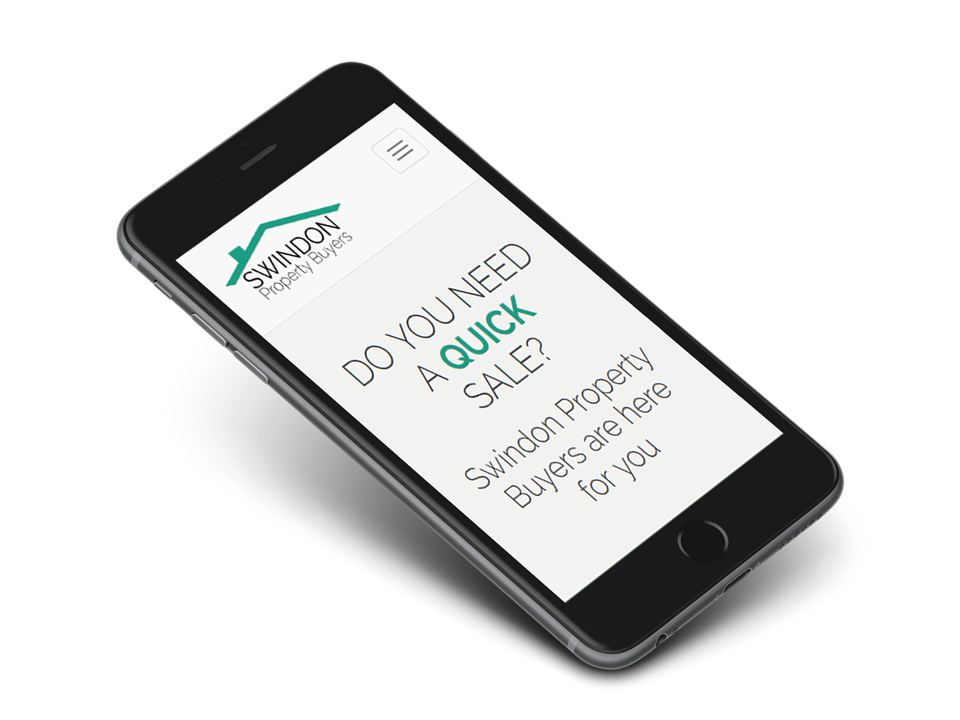 SWINDON
Property Buyers
DO YOU NEED
A QUICK
SALE?
Swindon Property
Buyers are here
for you